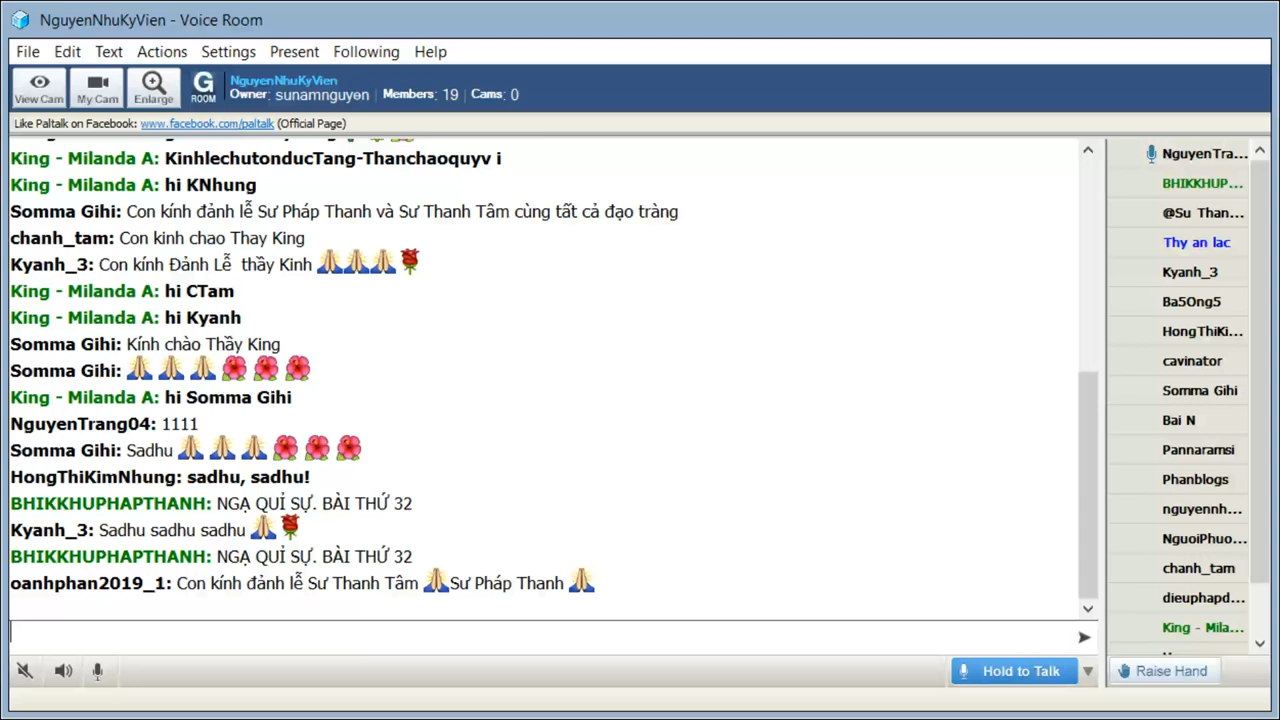 NguyenNhuKyVien - Voice Room
File Edit Text Actions Settings Present Following Help
View Cam
My Cam
Enlarge
G ROOM
NguyenNhuKyVien
Owner: sunamnguyen | Members: 19 | Cams: 0
Like Paltalk on Facebook: www.facebook.com/paltalk (Official Page)
King - Milanda A: KinhlechutonducTang-Thanchaoquyv i
King - Milanda A: hi KNhung
Somma Gihi: Con kính đảnh lễ Sư Pháp Thanh và Sư Thanh Tâm cùng tất cả đạo tràng
chanh_tam: Con kinh chao Thay King
Kyanh_3: Con kính Đảnh Lễ thầy Kinh 🙏🙏🙏🌹
King - Milanda A: hi CTam
King - Milanda A: hi Kyanh
Somma Gihi: Kính chào Thầy King
Somma Gihi: 🙏🙏🙏🌺🌺🌺
King - Milanda A: hi Somma Gihi
NguyenTrang04: 1111
Somma Gihi: Sadhu 🙏🙏🙏🌺🌺🌺
HongThiKimNhung: sadhu, sadhu!
BHIKKHUPHAPTHANH: NGẠ QUỈ SỰ. BÀI THỨ 32
Kyanh_3: Sadhu sadhu sadhu 🙏🌹
BHIKKHUPHAPTHANH: NGẠ QUỈ SỰ. BÀI THỨ 32
oanhphan2019_1: Con kính đảnh lễ Sư Thanh Tâm 🙏Sư Pháp Thanh 🙏
NguyenTra...
BHIKKHUP...
@Su Than...
Thy an lac
Kyanh_3
Ba5Ong5
HongThiKi...
cavinator
Somma Gihi
Bai N
Pannaramsi
Phanblogs
nguyennh...
NguoiPhuo...
chanh_tam
dieuphapd...
King - Mila...
Hold to Talk
Raise Hand